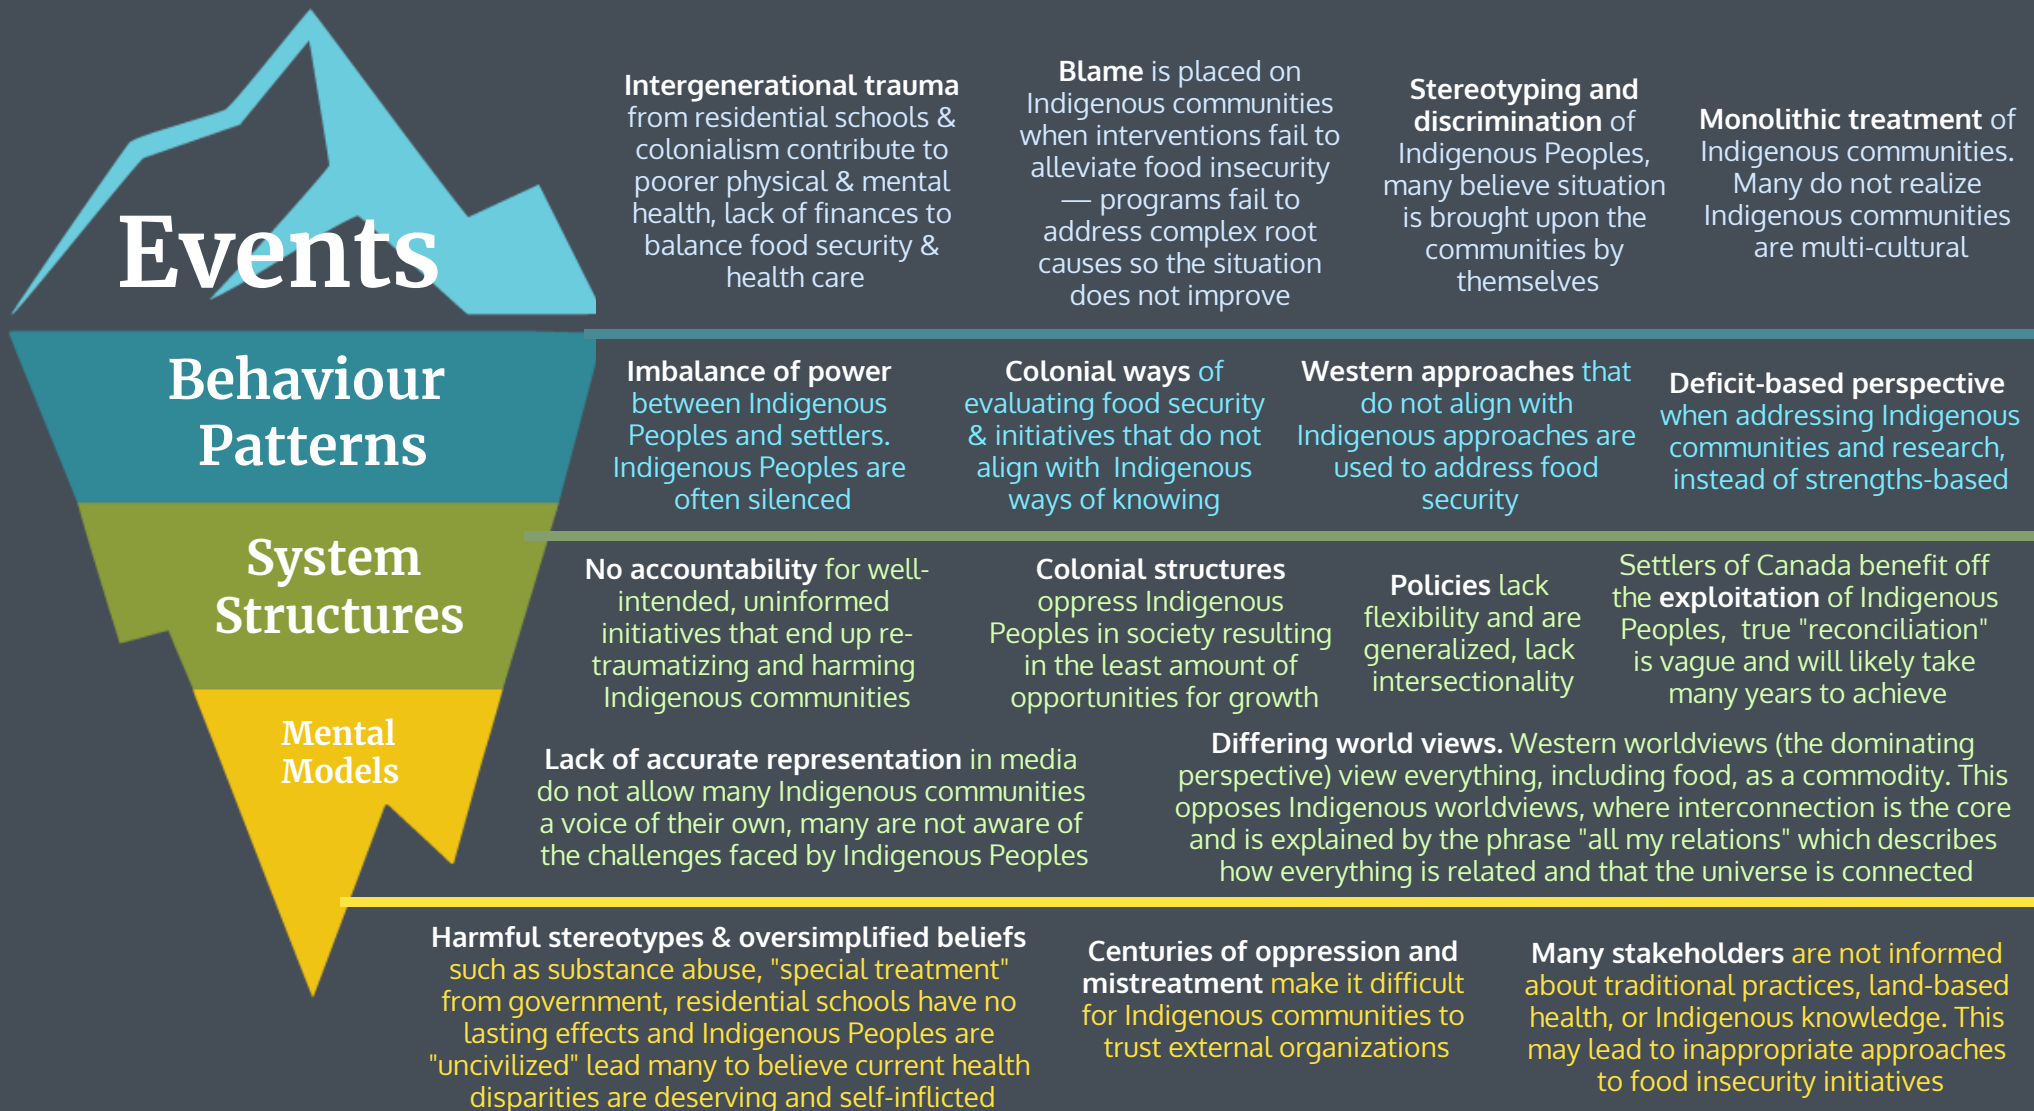 Events
Intergenerational trauma
from residential schools &
colonialism contribute to
poorer physical & mental
health, lack of finances to
balance food security &
health care
Blame is placed on
Indigenous communities
when interventions fail to
alleviate food insecurity
— programs fail to
address complex root
causes so the situation
does not improve
Stereotyping and
discrimination of
Indigenous Peoples,
many believe situation
is brought upon the
communities by
themselves
Monolithic treatment of
Indigenous communities.
Many do not realize
Indigenous communities
are multi-cultural
Behaviour
Patterns
Imbalance of power
between Indigenous
Peoples and settlers.
Indigenous Peoples are
often silenced
Colonial ways of
evaluating food security
& initiatives that do not
align with  Indigenous
ways of knowing
Western approaches that
do not align with
Indigenous approaches are
used to address food
security
Deficit-based perspective
when addressing Indigenous
communities and research,
instead of strengths-based
System
Structures
No accountability for well-
intended, uninformed
initiatives that end up re-
traumatizing and harming
Indigenous communities
Colonial structures
oppress Indigenous
Peoples in society resulting
in the least amount of
opportunities for growth
Policies lack
flexibility and are
generalized, lack
intersectionality
Settlers of Canada benefit off
the exploitation of Indigenous
Peoples,  true "reconciliation"
is vague and will likely take
many years to achieve
Mental
Models
Lack of accurate representation in media
do not allow many Indigenous communities
a voice of their own, many are not aware of
the challenges faced by Indigenous Peoples
Differing world views. Western worldviews (the dominating
perspective) view everything, including food, as a commodity. This
opposes Indigenous worldviews, where interconnection is the core
and is explained by the phrase "all my relations" which describes
how everything is related and that the universe is connected
Harmful stereotypes & oversimplified beliefs
such as substance abuse, "special treatment"
from government, residential schools have no
lasting effects and Indigenous Peoples are
"uncivilized" lead many to believe current health
disparities are deserving and self-inflicted
Centuries of oppression and
mistreatment make it difficult
for Indigenous communities to
trust external organizations
Many stakeholders are not informed
about traditional practices, land-based
health, or Indigenous knowledge. This
may lead to inappropriate approaches
to food insecurity initiatives